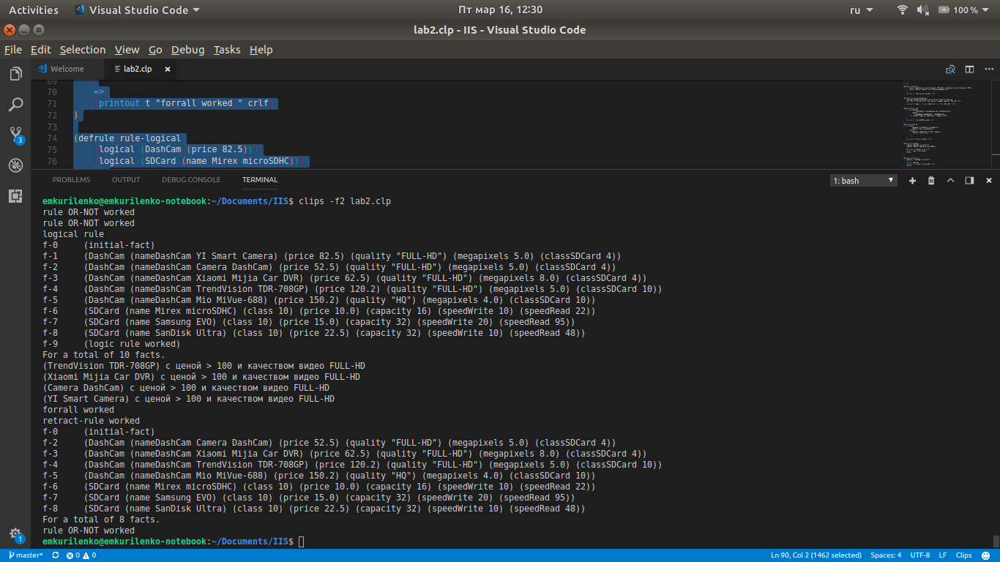 Activities Visual Studio Code Пт мар 16, 12:30 ru 100 %
lab2.clp - IIS - Visual Studio Code
File Edit Selection View Go Debug Tasks Help
Welcome lab2.clp
69
70 =>
71 (printout t "forrall worked " crlf)
72 )
73
74 (defrule rule-logical
75 (logical (DashCam (price 82.5)))
76 (logical (SDCard (name Mirex microSDHC)))
PROBLEMS OUTPUT DEBUG CONSOLE TERMINAL 1: bash
emkurilenko@emkurilenko-notebook:~/Documents/IIS$ clips -f2 lab2.clp
rule OR-NOT worked
rule OR-NOT worked
logical rule
f-0 (initial-fact)
f-1 (DashCam (nameDashCam YI Smart Camera) (price 82.5) (quality "FULL-HD") (megapixels 5.0) (classSDCard 4))
f-2 (DashCam (nameDashCam Camera DashCam) (price 52.5) (quality "FULL-HD") (megapixels 5.0) (classSDCard 4))
f-3 (DashCam (nameDashCam Xiaomi Mijia Car DVR) (price 62.5) (quality "FULL-HD") (megapixels 8.0) (classSDCard 4))
f-4 (DashCam (nameDashCam TrendVision TDR-708GP) (price 120.2) (quality "FULL-HD") (megapixels 5.0) (classSDCard 10))
f-5 (DashCam (nameDashCam Mio MiVue-688) (price 150.2) (quality "HQ") (megapixels 4.0) (classSDCard 10))
f-6 (SDCard (name Mirex microSDHC) (class 10) (price 10.0) (capacity 16) (speedWrite 10) (speedRead 22))
f-7 (SDCard (name Samsung EVO) (class 10) (price 15.0) (capacity 32) (speedWrite 20) (speedRead 95))
f-8 (SDCard (name SanDisk Ultra) (class 10) (price 22.5) (capacity 32) (speedWrite 10) (speedRead 48))
f-9 (logic rule worked)
For a total of 10 facts.
(TrendVision TDR-708GP) с ценой > 100 и качеством видео FULL-HD
(Xiaomi Mijia Car DVR) с ценой > 100 и качеством видео FULL-HD
(Camera DashCam) с ценой > 100 и качеством видео FULL-HD
(YI Smart Camera) с ценой > 100 и качеством видео FULL-HD
forrall worked
retract-rule worked
f-0 (initial-fact)
f-2 (DashCam (nameDashCam Camera DashCam) (price 52.5) (quality "FULL-HD") (megapixels 5.0) (classSDCard 4))
f-3 (DashCam (nameDashCam Xiaomi Mijia Car DVR) (price 62.5) (quality "FULL-HD") (megapixels 8.0) (classSDCard 4))
f-4 (DashCam (nameDashCam TrendVision TDR-708GP) (price 120.2) (quality "FULL-HD") (megapixels 5.0) (classSDCard 10))
f-5 (DashCam (nameDashCam Mio MiVue-688) (price 150.2) (quality "HQ") (megapixels 4.0) (classSDCard 10))
f-6 (SDCard (name Mirex microSDHC) (class 10) (price 10.0) (capacity 16) (speedWrite 10) (speedRead 22))
f-7 (SDCard (name Samsung EVO) (class 10) (price 15.0) (capacity 32) (speedWrite 20) (speedRead 95))
f-8 (SDCard (name SanDisk Ultra) (class 10) (price 22.5) (capacity 32) (speedWrite 10) (speedRead 48))
For a total of 8 facts.
rule OR-NOT worked
emkurilenko@emkurilenko-notebook:~/Documents/IIS$
3
1
master* 0 0 Ln 90, Col 2 (1462 selected) Spaces: 4 UTF-8 LF Clips